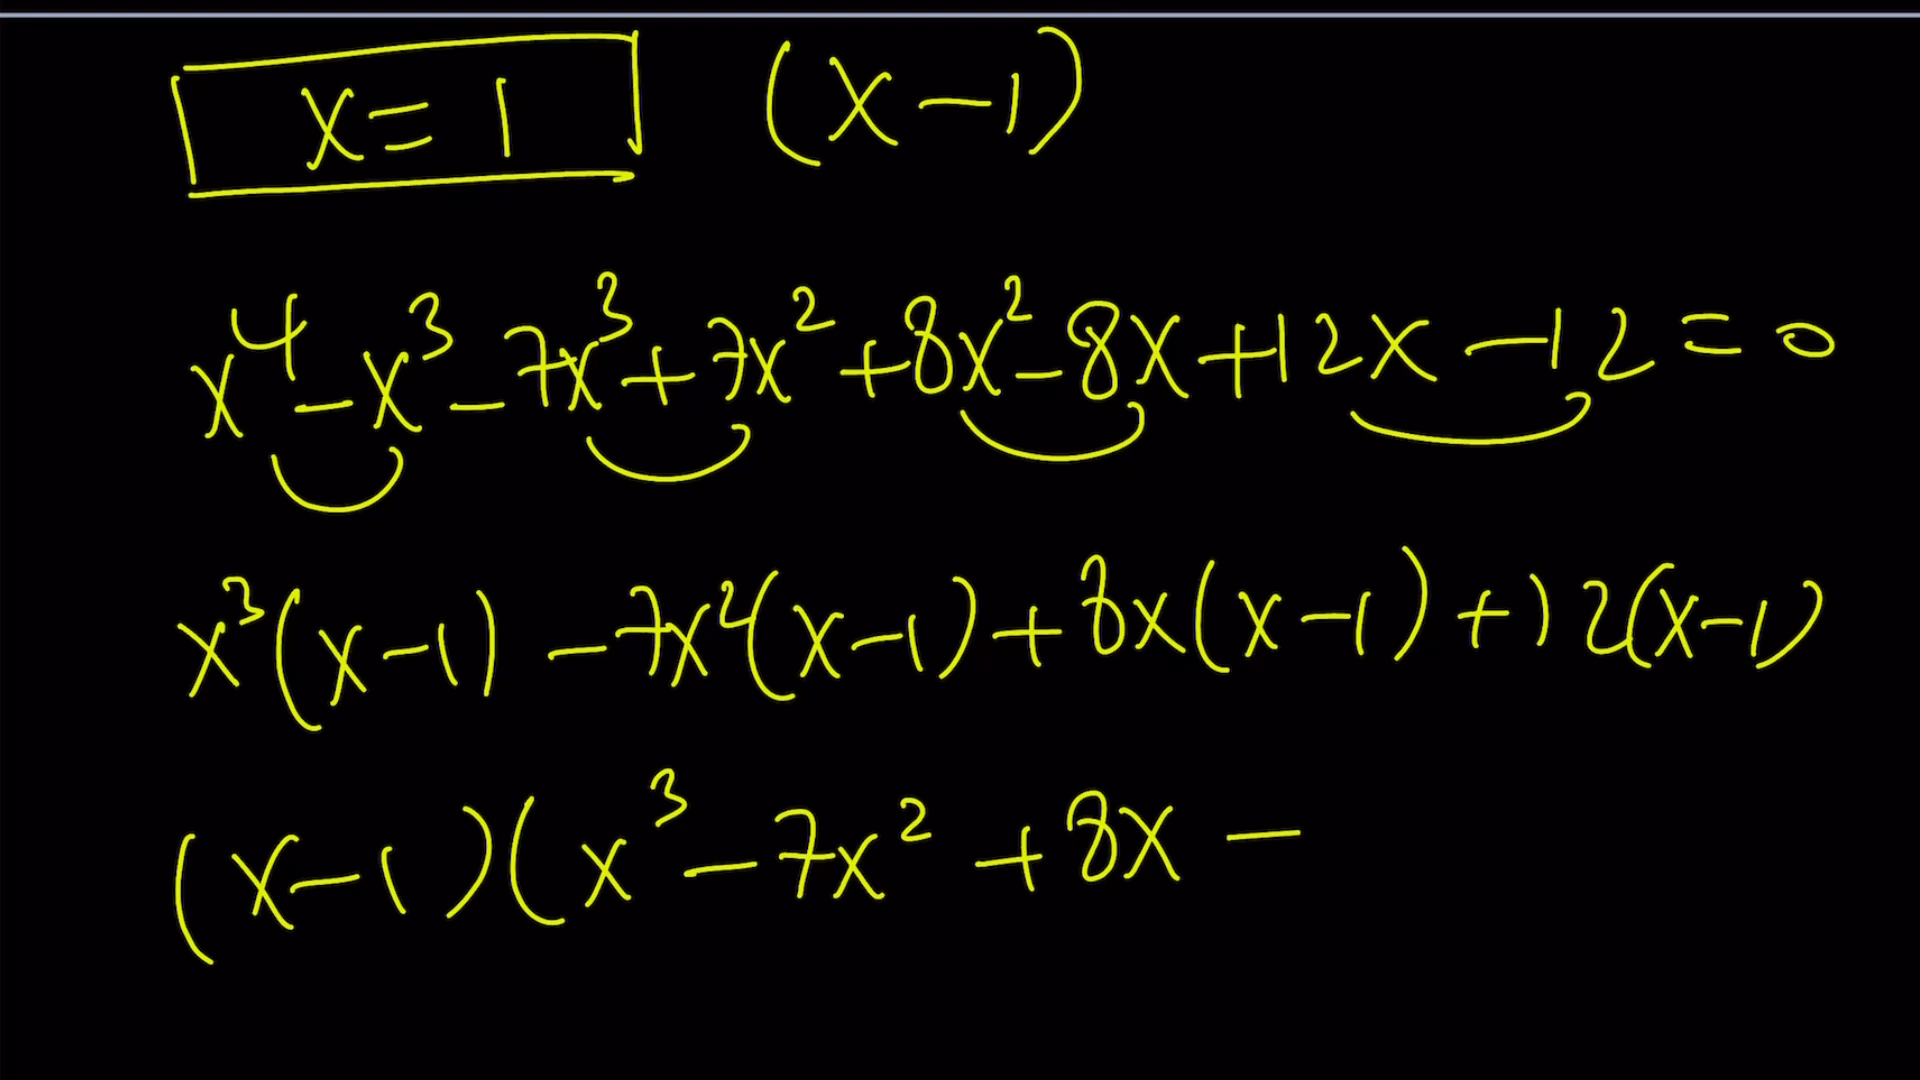 x = 1 (x-1)
x⁴ - x³ - 7x³ + 7x² + 8x² - 8x + 12x - 12 = 0
x³(x-1) - 7x²(x-1) + 8x(x-1) + 12(x-1)
(x-1)(x³ - 7x² + 8x -